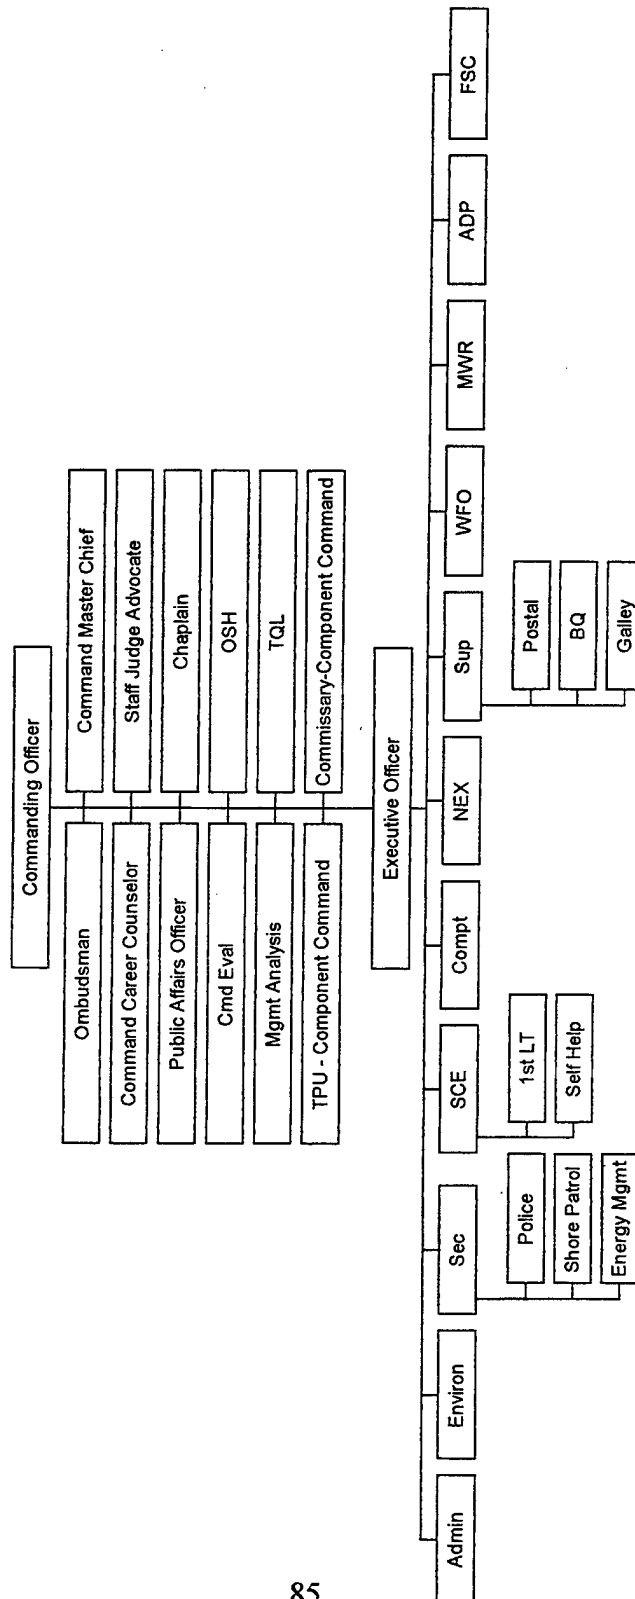 Commanding Officer
Ombudsman
Command Master Chief
Command Career Counselor
Staff Judge Advocate
Public Affairs Officer
Chaplain
Cmd Eval
OSH
Mgmt Analysis
TQL
TPU - Component Command
Commissary-Component Command
Executive Officer
Admin
Environ
Sec
SCE
Compt
NEX
Sup
WFO
MWR
ADP
FSC
Police
Shore Patrol
Energy Mgmt
1st LT
Self Help
Postal
BQ
Galley
85